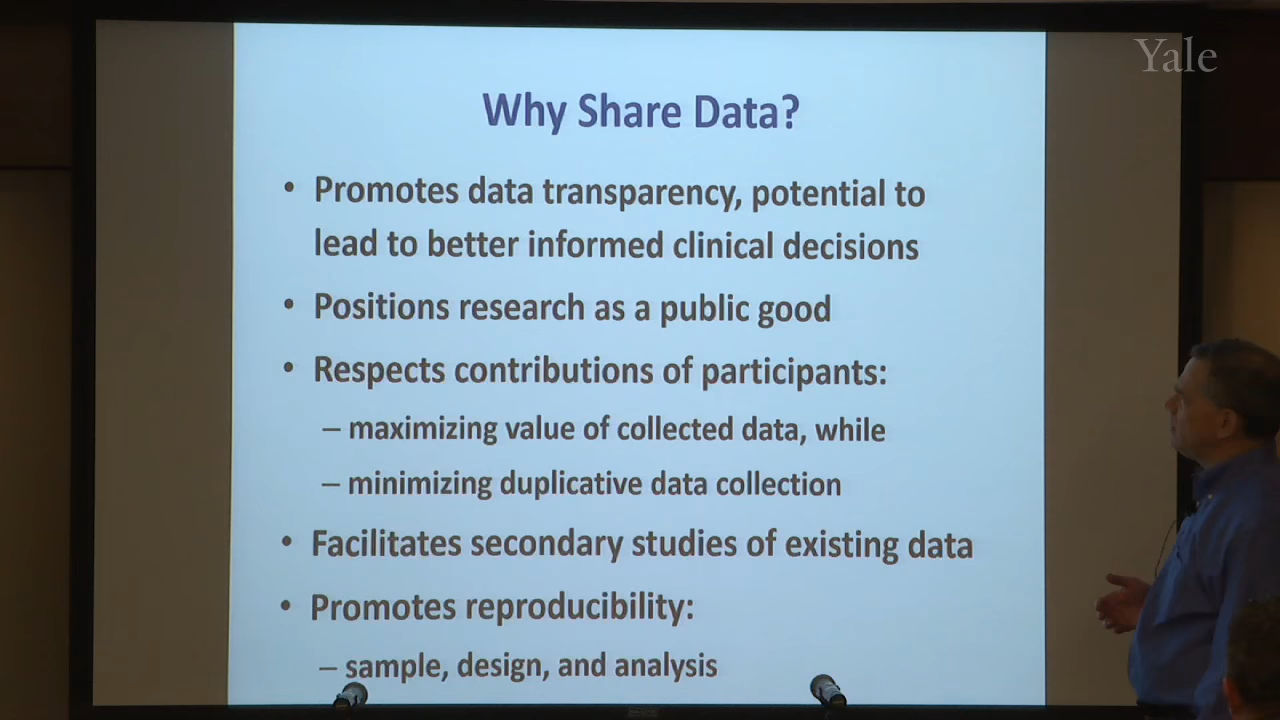 Yale
Why Share Data?
• Promotes data transparency, potential to
lead to better informed clinical decisions
• Positions research as a public good
• Respects contributions of participants:
– maximizing value of collected data, while
– minimizing duplicative data collection
• Facilitates secondary studies of existing data
• Promotes reproducibility:
– sample, design, and analysis